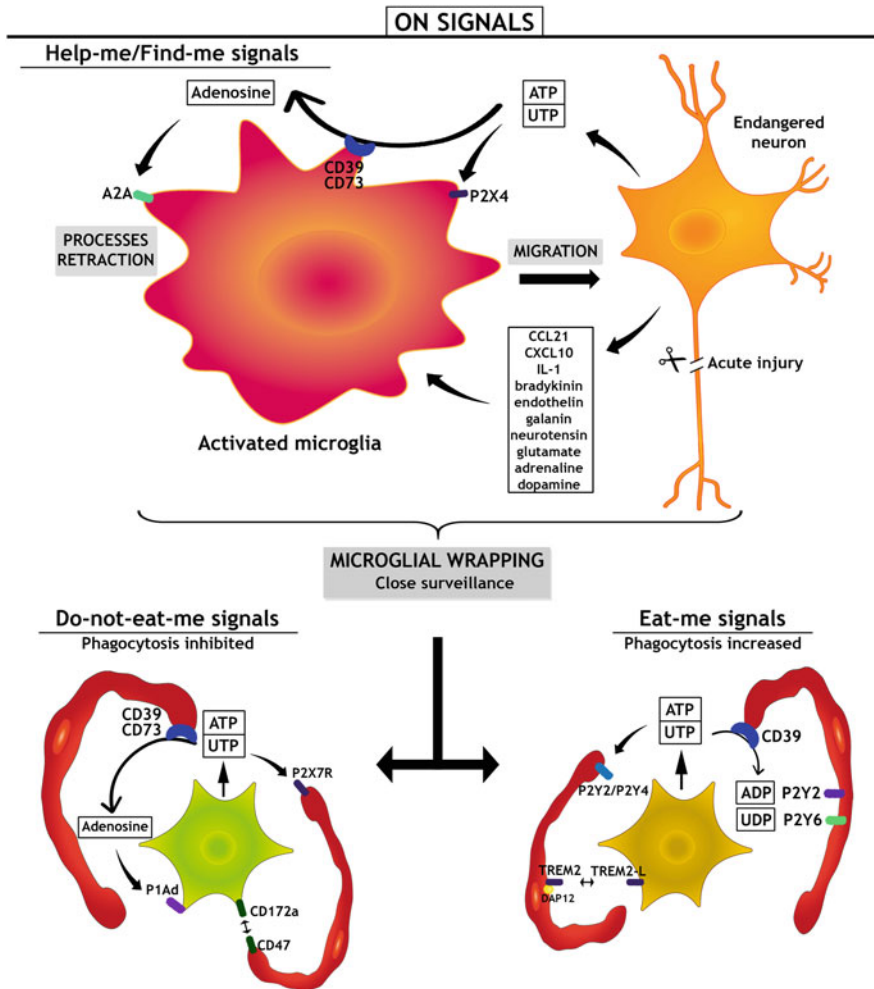 ON SIGNALS
Help-me/Find-me signals
Adenosine
ATP
UTP
Endangered
neuron
CD39
CD73
A2A
P2X4
PROCESSES
RETRACTION
MIGRATION
CCL21
CXCL10
IL-1
bradykinin
endothelin
galanin
neurotensin
glutamate
adrenaline
dopamine
Acute injury
Activated microglia
MICROGLIAL WRAPPING
Close surveillance
Do-not-eat-me signals
Phagocytosis inhibited
CD39
CD73
ATP
UTP
P2X7R
Adenosine
P1Ad
CD172a
CD47
Eat-me signals
Phagocytosis increased
ATP
UTP
CD39
P2Y2/P2Y4
ADP P2Y2
UDP P2Y6
TREM2 TREM2-L
DAP12